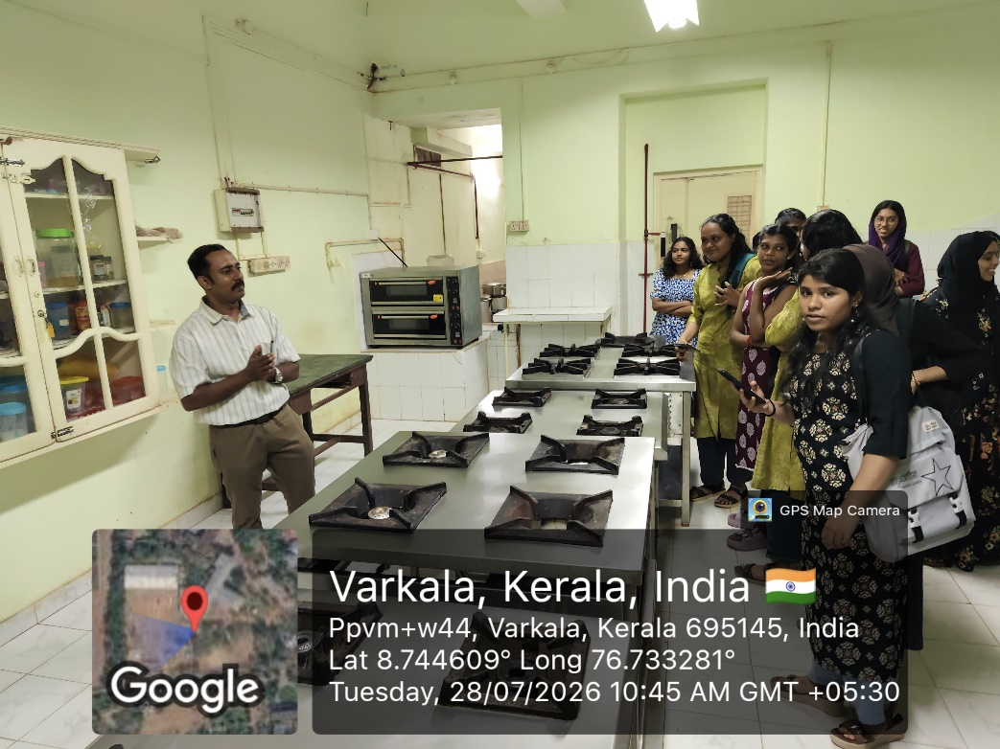 GPS Map Camera
Varkala, Kerala, India
Ppvm+w44, Varkala, Kerala 695145, India
Lat 8.744609° Long 76.733281°
Tuesday, 28/07/2026 10:45 AM GMT +05:30
Google